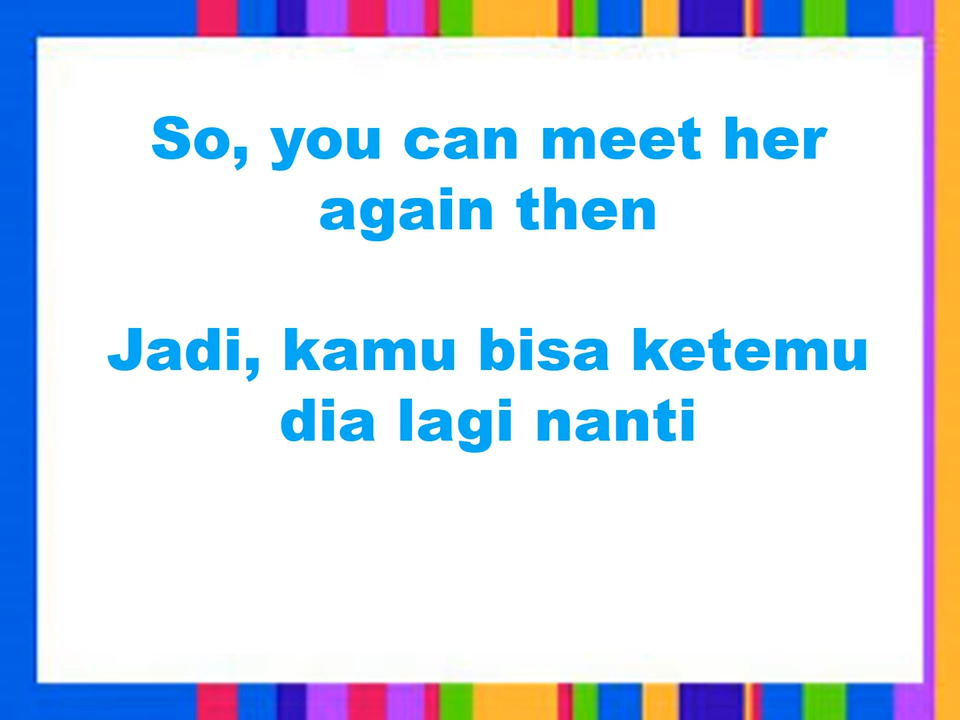 So, you can meet her
again then
Jadi, kamu bisa ketemu
dia lagi nanti